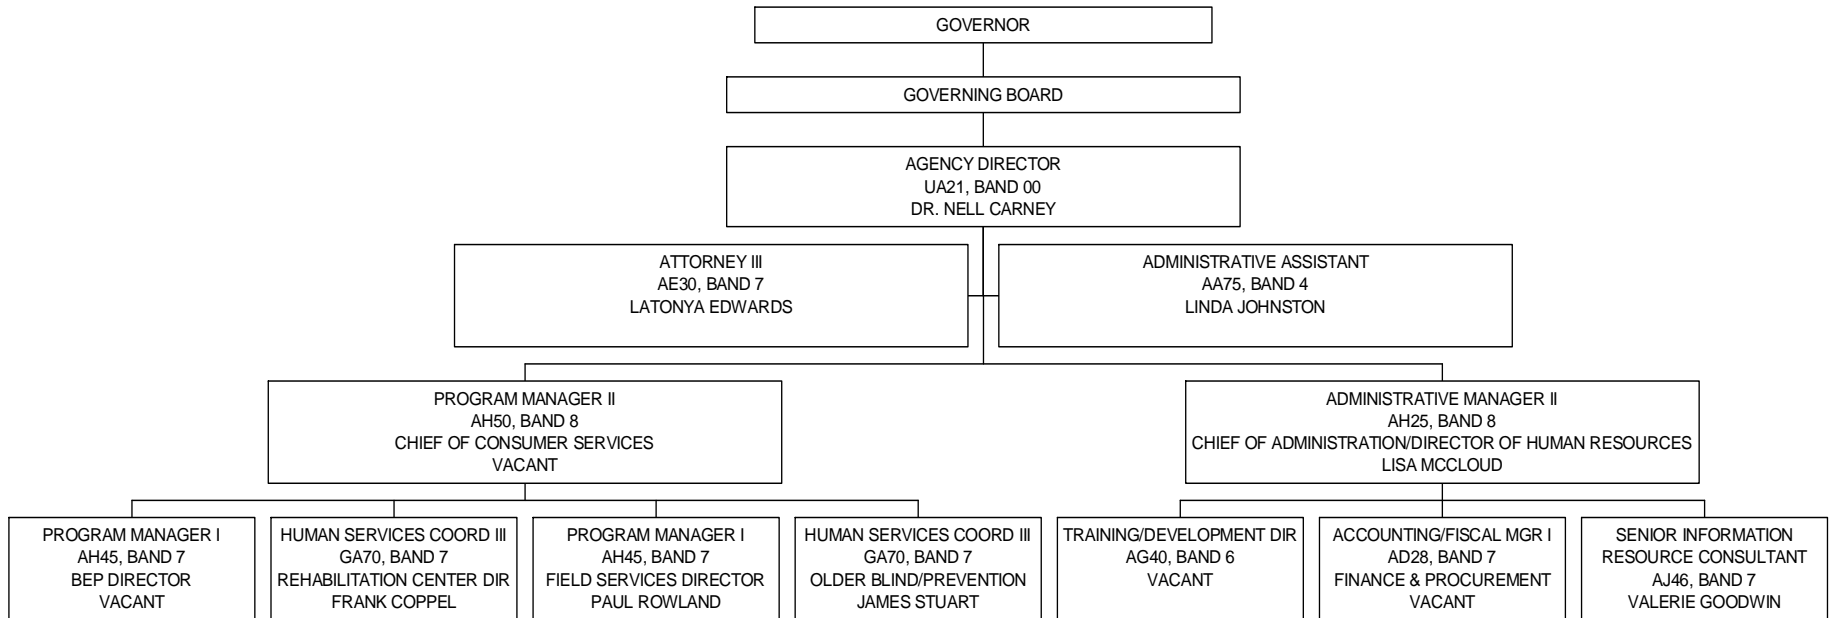 GOVERNOR
GOVERNING BOARD
AGENCY DIRECTOR
UA21, BAND 00
DR. NELL CARNEY
ATTORNEY III
AE30, BAND 7
LATONYA EDWARDS
ADMINISTRATIVE ASSISTANT
AA75, BAND 4
LINDA JOHNSTON
PROGRAM MANAGER II
AH50, BAND 8
CHIEF OF CONSUMER SERVICES
VACANT
ADMINISTRATIVE MANAGER II
AH25, BAND 8
CHIEF OF ADMINISTRATION/DIRECTOR OF HUMAN RESOURCES
LISA MCCLOUD
PROGRAM MANAGER I
AH45, BAND 7
BEP DIRECTOR
VACANT
HUMAN SERVICES COORD III
GA70, BAND 7
REHABILITATION CENTER DIR
FRANK COPPEL
PROGRAM MANAGER I
AH45, BAND 7
FIELD SERVICES DIRECTOR
PAUL ROWLAND
HUMAN SERVICES COORD III
GA70, BAND 7
OLDER BLIND/PREVENTION
JAMES STUART
TRAINING/DEVELOPMENT DIR
AG40, BAND 6
VACANT
ACCOUNTING/FISCAL MGR I
AD28, BAND 7
FINANCE & PROCUREMENT
VACANT
SENIOR INFORMATION
RESOURCE CONSULTANT
AJ46, BAND 7
VALERIE GOODWIN